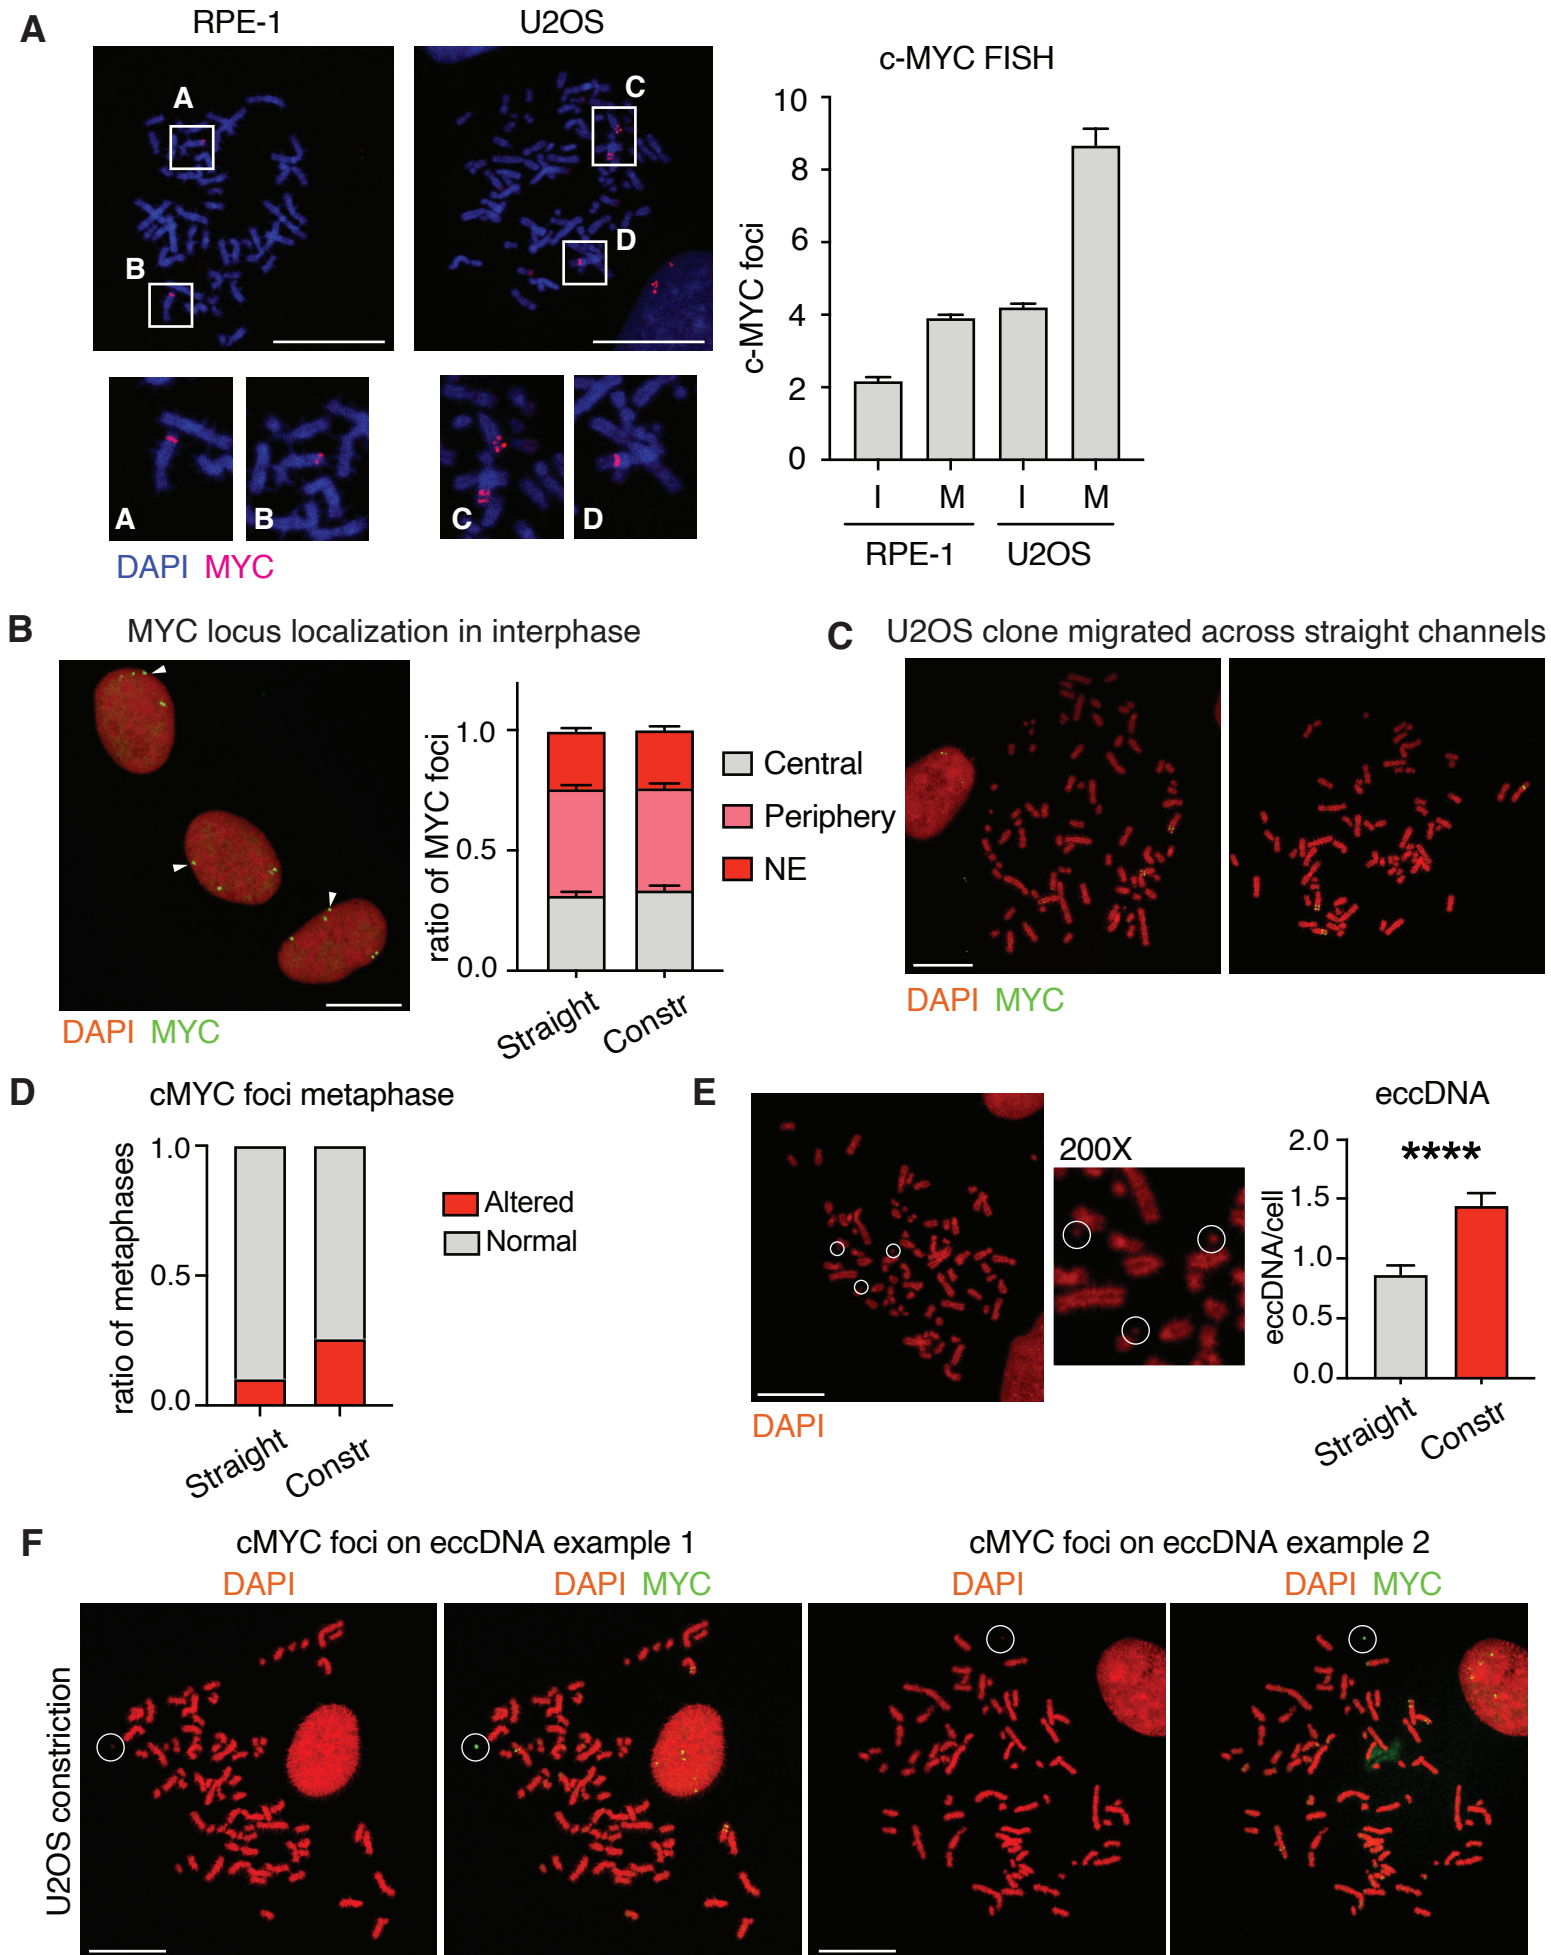 A
RPE-1
U2OS
A
B
C
D
A
B
C
D
DAPI MYC
c-MYC FISH
c-MYC foci
10
8
6
4
2
0
I M I M
RPE-1 U2OS
B
MYC locus localization in interphase
DAPI MYC
ratio of MYC foci
1.0
0.5
0.0
Straight Constr
Central
Periphery
NE
C
U2OS clone migrated across straight channels
DAPI MYC
D
cMYC foci metaphase
ratio of metaphases
1.0
0.5
0.0
Straight Constr
Altered
Normal
E
DAPI
200X
eccDNA
eccDNA/cell
2.0
1.5
1.0
0.5
0.0
****
Straight Constr
F
cMYC foci on eccDNA example 1
cMYC foci on eccDNA example 2
DAPI
DAPI MYC
DAPI
DAPI MYC
U2OS constriction